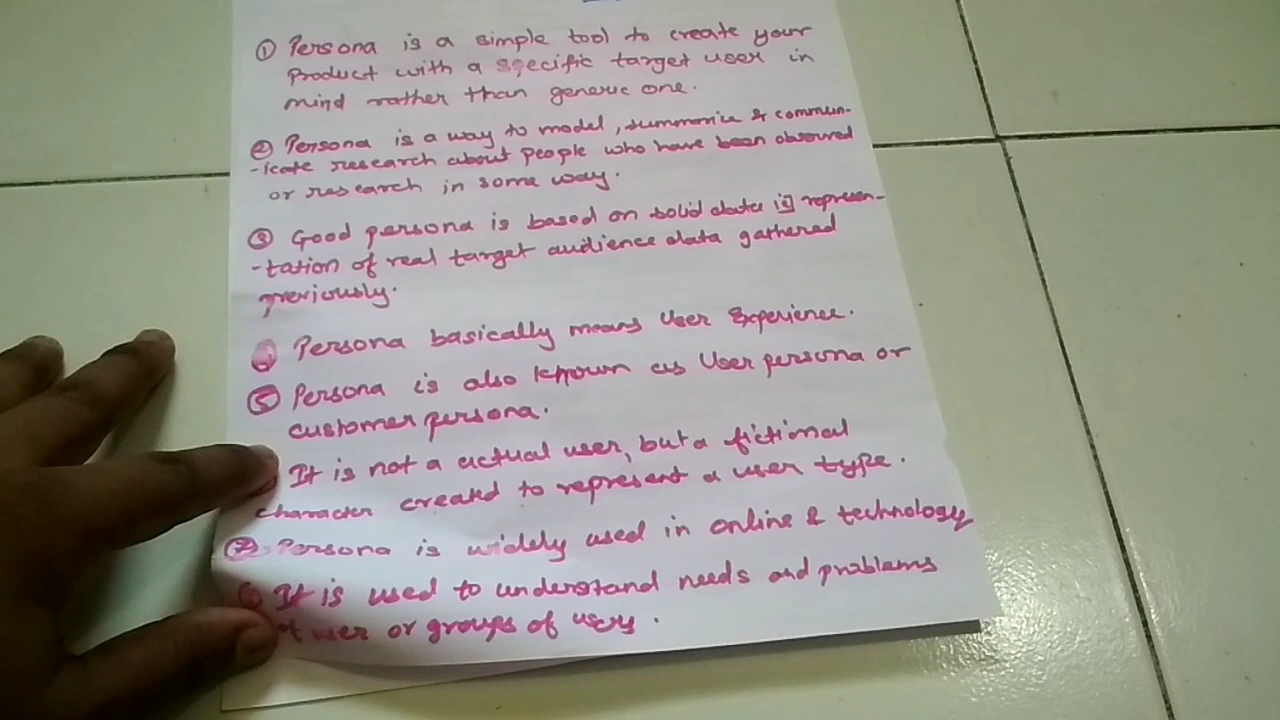 ① Persona is a simple tool to create your
product with a specific target user in
mind rather than generic one.
② Persona is a way to model, summarize & commun-
-icate research about people who have been observed
or research in some way.
③ Good persona is based on solid data represen-
-tation of real target audience data gathered
previously.
Persona basically means User Experience.
⑤ Persona is also known as User persona or
customer persona.
It is not a actual user, but a fictional
character created to represent a user type.
⑦ Persona is widely used in online & technology
It is used to understand needs and problems
of user or groups of users.